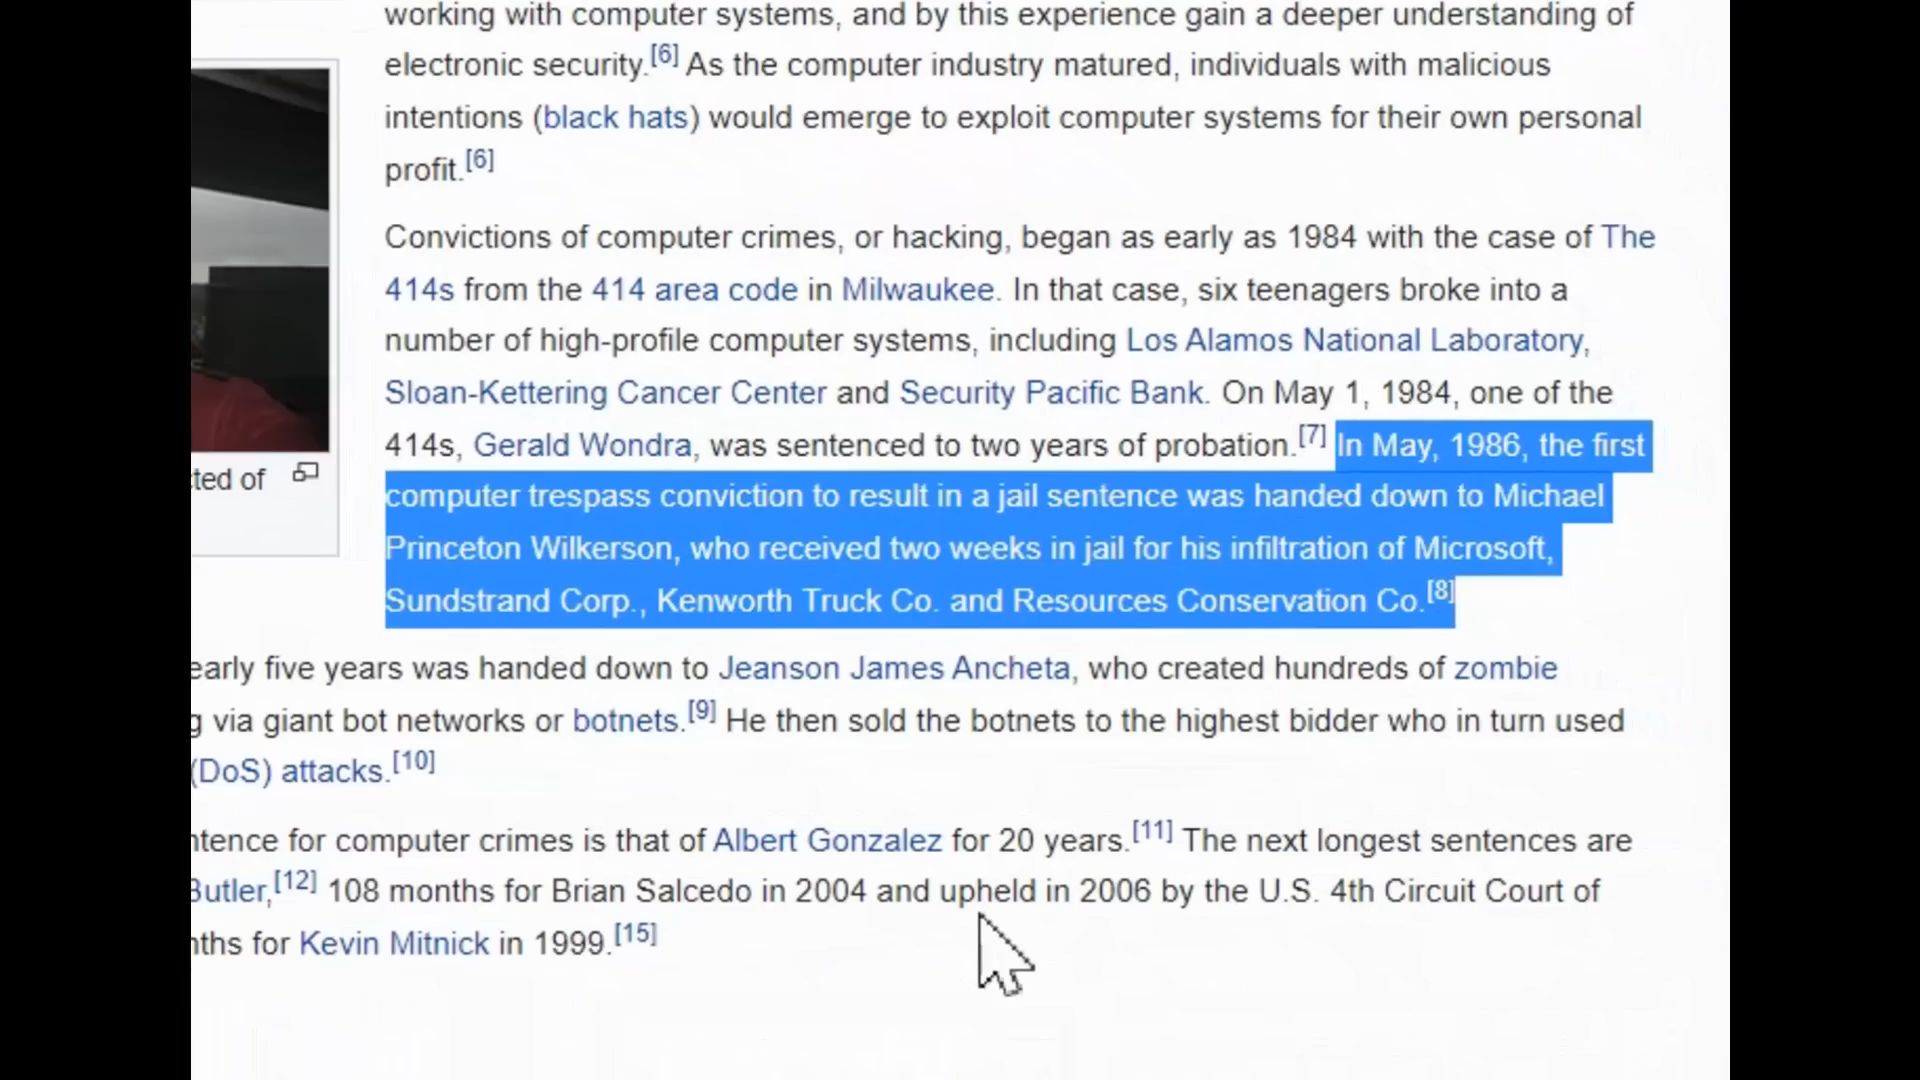 working with computer systems, and by this experience gain a deeper understanding of
electronic security.[6] As the computer industry matured, individuals with malicious
intentions (black hats) would emerge to exploit computer systems for their own personal
profit.[6]
Convictions of computer crimes, or hacking, began as early as 1984 with the case of The
414s from the 414 area code in Milwaukee. In that case, six teenagers broke into a
number of high-profile computer systems, including Los Alamos National Laboratory,
Sloan-Kettering Cancer Center and Security Pacific Bank. On May 1, 1984, one of the
414s, Gerald Wondra, was sentenced to two years of probation.[7] In May, 1986, the first
computer trespass conviction to result in a jail sentence was handed down to Michael
Princeton Wilkerson, who received two weeks in jail for his infiltration of Microsoft,
Sundstrand Corp., Kenworth Truck Co. and Resources Conservation Co.[8]
cted of
early five years was handed down to Jeanson James Ancheta, who created hundreds of zombie
g via giant bot networks or botnets.[9] He then sold the botnets to the highest bidder who in turn used
(DoS) attacks.[10]
ntence for computer crimes is that of Albert Gonzalez for 20 years.[11] The next longest sentences are
Butler,[12] 108 months for Brian Salcedo in 2004 and upheld in 2006 by the U.S. 4th Circuit Court of
nths for Kevin Mitnick in 1999.[15]